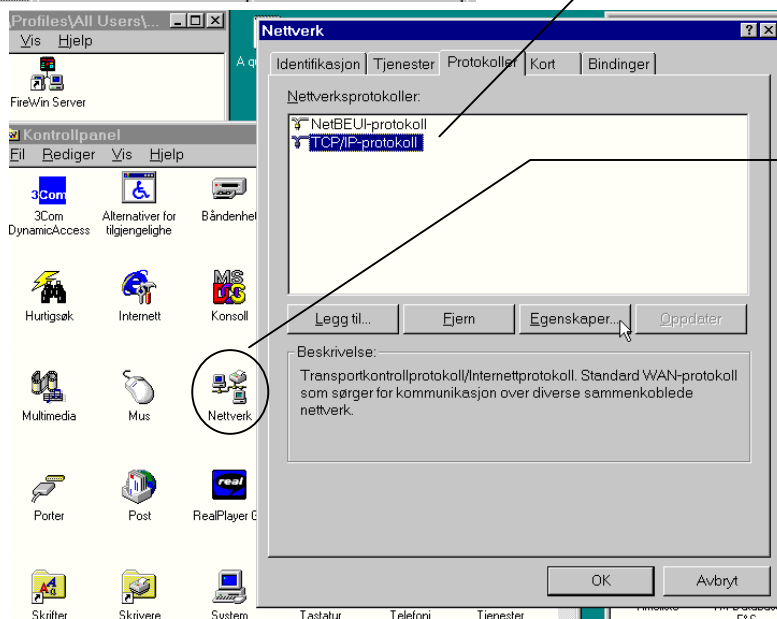 \Profiles\All Users\...
Vis Hjelp
FireWin Server
Kontrollpanel
Fil Rediger Vis Hjelp
3Com
3Com
DynamicAccess
Alternativer for
tilgjengelighe
Båndenhet
Hurtigsøk
Internett
MS
DOS
Konsoll
Multimedia
Mus
Nettverk
Porter
Post
real
RealPlayer
Skrifter
Skrivere
System
Tastatur
Telefoni
Tjenester
Nettverk
Identifikasjon Tjenester Protokoller Kort Bindinger
Nettverksprotokoller:
NetBEUI-protokoll
TCP/IP-protokoll
Legg til... Fjern Egenskaper... Oppdater
Beskrivelse:
Transportkontrollprotokoll/Internettprotokoll. Standard WAN-protokoll
som sørger for kommunikasjon over diverse sammenkoblede
nettverk.
OK Avbryt